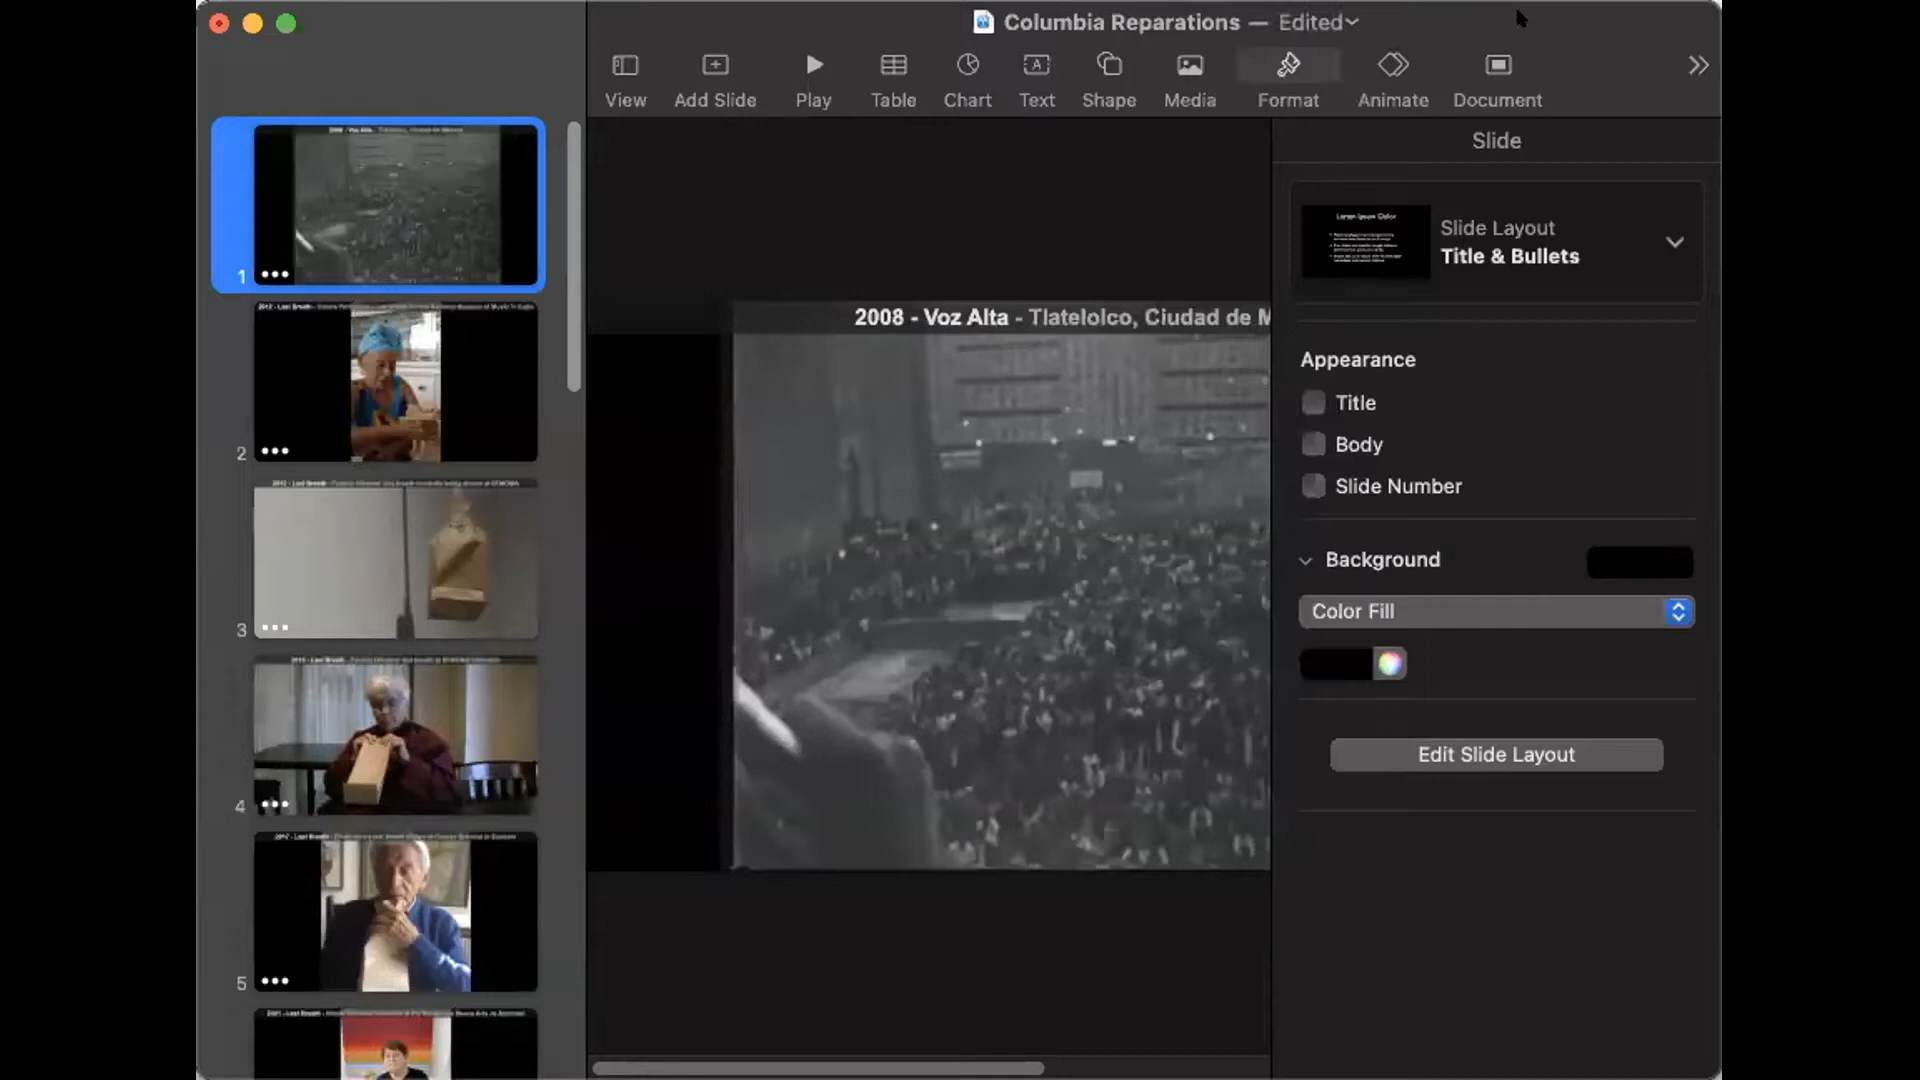 Columbia Reparations — Edited
View
Add Slide
Play
Table
Chart
Text
Shape
Media
Format
Animate
Document
1
2
3
4
5
2008 - Voz Alta - Tlatelolco, Ciudad de M
Slide
Slide Layout
Title & Bullets
Appearance
Title
Body
Slide Number
Background
Color Fill
Edit Slide Layout